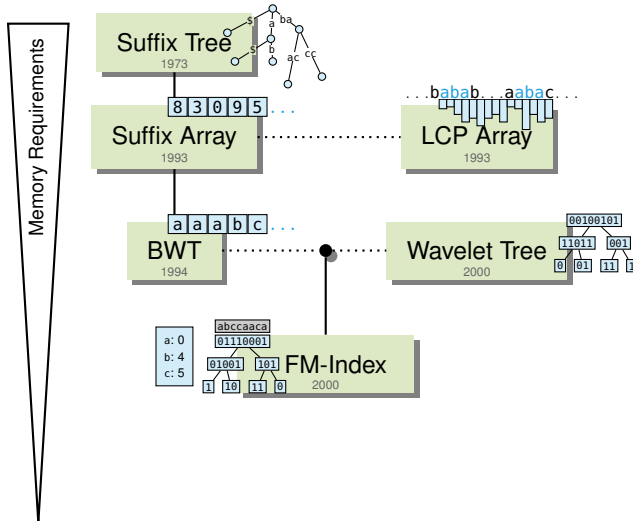 Memory Requirements
Suffix Tree
1973
$
a
ba
$
b
ac
cc
8 3 0 9 5 ...
Suffix Array
1993
...babab...aabac...
LCP Array
1993
a a a b c ...
BWT
1994
Wavelet Tree
2000
00100101
11011 001
0 01 11 1
a: 0
b: 4
c: 5
abccaaca
01110001
01001 101
1 10 11 0
FM-Index
2000